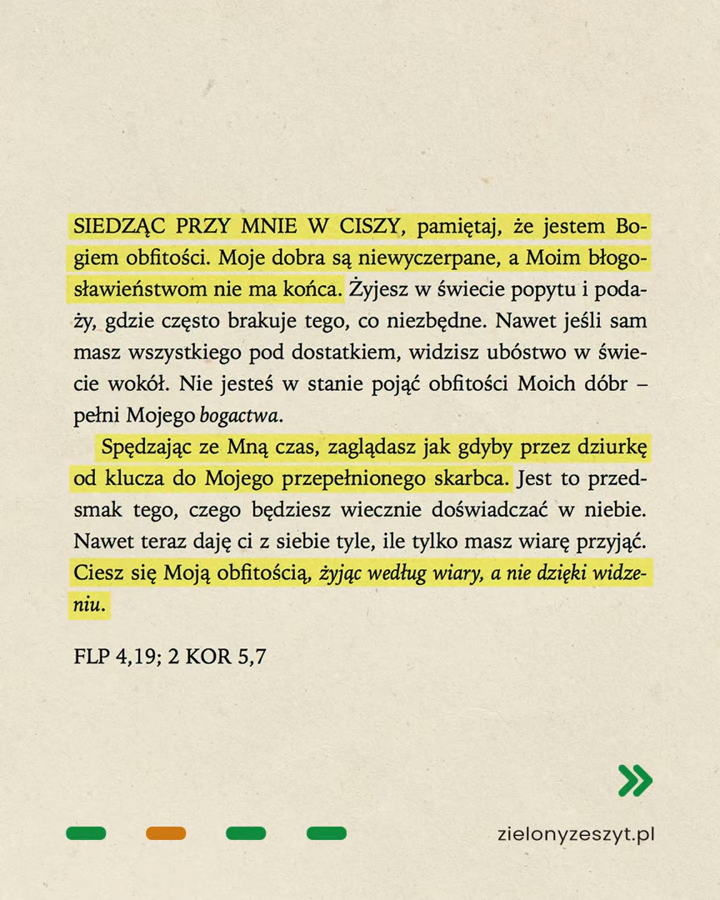 SIEDZĄC PRZY MNIE W CISZY, pamiętaj, że jestem Bo-
giem obfitości. Moje dobra są niewyczerpane, a Moim błogo-
sławieństwom nie ma końca. Żyjesz w świecie popytu i poda-
ży, gdzie często brakuje tego, co niezbędne. Nawet jeśli sam
masz wszystkiego pod dostatkiem, widzisz ubóstwo w świe-
cie wokół. Nie jesteś w stanie pojąć obfitości Moich dóbr –
pełni Mojego bogactwa.
Spędzając ze Mną czas, zaglądasz jak gdyby przez dziurkę
od klucza do Mojego przepełnionego skarbca. Jest to przed-
smak tego, czego będziesz wiecznie doświadczać w niebie.
Nawet teraz daję ci z siebie tyle, ile tylko masz wiarę przyjąć.
Ciesz się Moją obfitością, żyjąc według wiary, a nie dzięki widze-
niu.
FLP 4,19; 2 KOR 5,7
zielonyzeszyt.pl